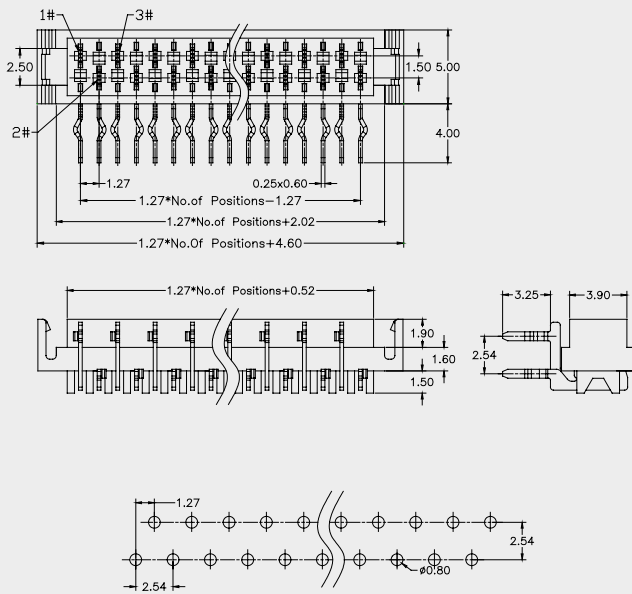 1#
3#
2.50
1.50
5.00
2#
4.00
1.27
0.25x0.60
1.27*No.of Positions-1.27
1.27*No.of Positions+2.02
1.27*No.Of Positions+4.60
1.27*No.of Positions+0.52
1.90
1.60
1.50
3.25
3.90
2.54
1.27
2.54
ø0.80
2.54